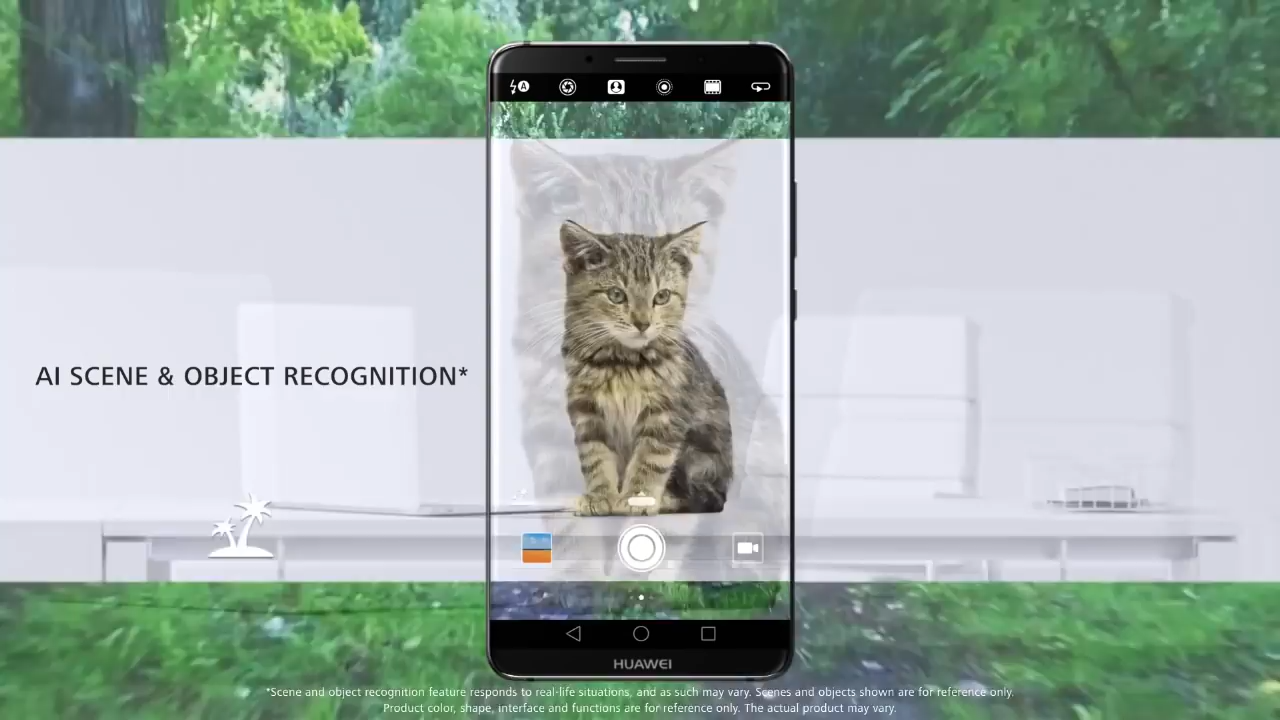 A
AI SCENE & OBJECT RECOGNITION*
HUAWEI
*Scene and object recognition feature responds to real-life situations, and as such may vary. Scenes and objects shown are for reference only.
Product color, shape, interface and functions are for reference only. The actual product may vary.